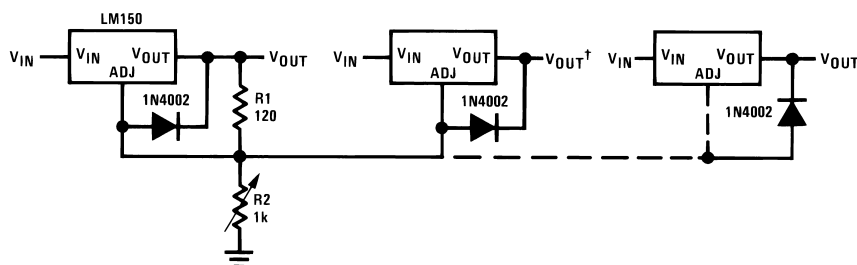 LM150
VIN
VIN
VOUT
ADJ
VOUT
1N4002
R1
120
R2
1k
VIN
VIN
VOUT
ADJ
VOUT†
1N4002
VIN
VIN
VOUT
ADJ
VOUT
1N4002